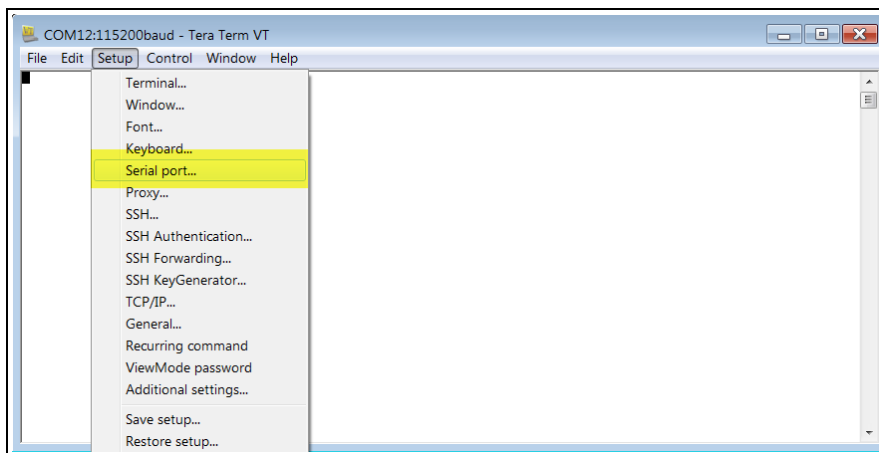 COM12:115200baud - Tera Term VT
File Edit Setup Control Window Help
Terminal...
Window...
Font...
Keyboard...
Serial port...
Proxy...
SSH...
SSH Authentication...
SSH Forwarding...
SSH KeyGenerator...
TCP/IP...
General...
Recurring command
ViewMode password
Additional settings...
Save setup...
Restore setup...